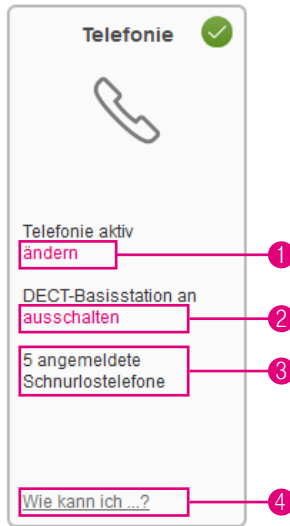 Telefonie
Telefonie aktiv
ändern
1
DECT-Basisstation an
ausschalten
2
5 angemeldete
Schnurlostelefone
3
Wie kann ich ...?
4